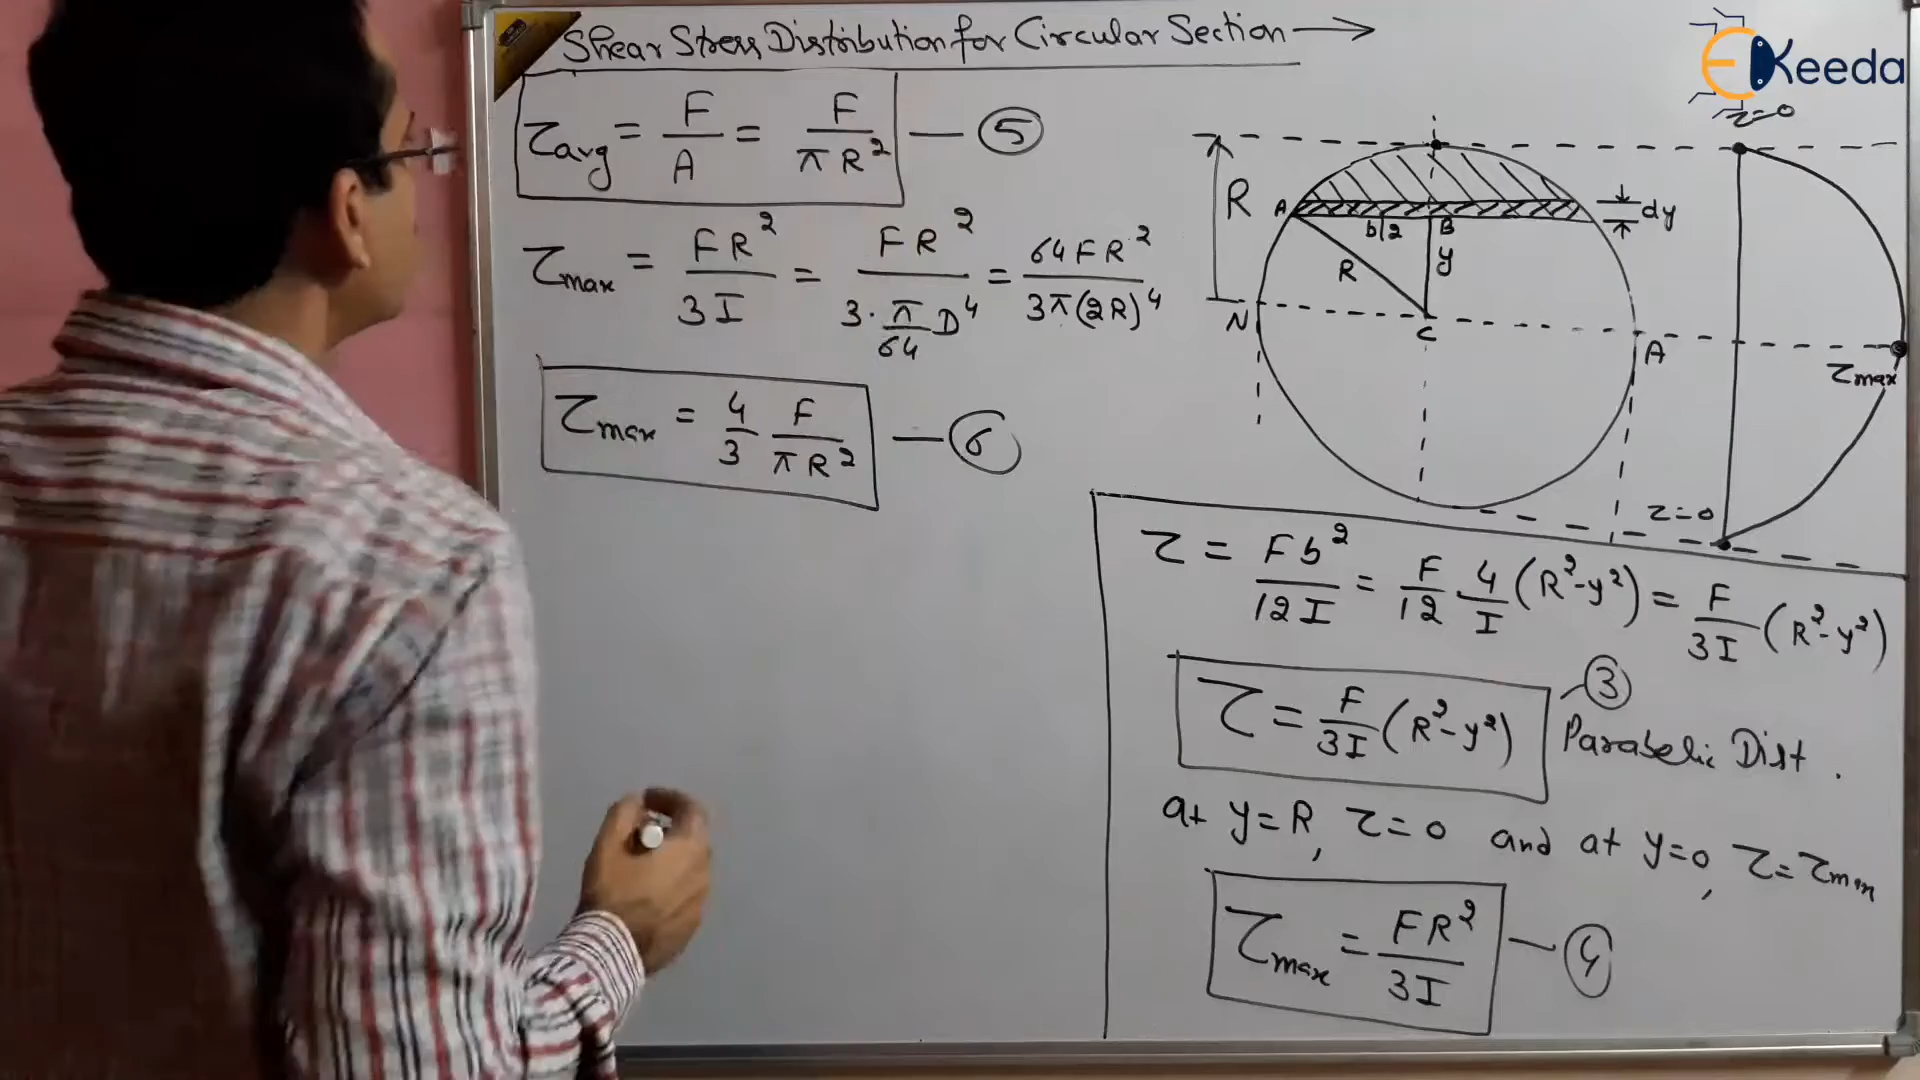 Shear Stress Distribution for Circular Section →
EKeeda
τavg = F/A = F/πR² — ⑤
τmax = FR²/3I = FR²/3·π/64 D⁴ = 64FR²/3π(2R)⁴
τmax = 4/3 F/πR² — ⑥
τ=0
R
A
b/2
B
dy
R
y
N
C
A
τmax
τ=0
τ = Fb²/12I = F/12 4/I (R²-y²) = F/3I (R²-y²)
τ = F/3I (R²-y²) — ③
Parabolic Dist.
at y=R, τ=0 and at y=0, τ=τmax
τmax = FR²/3I — ④